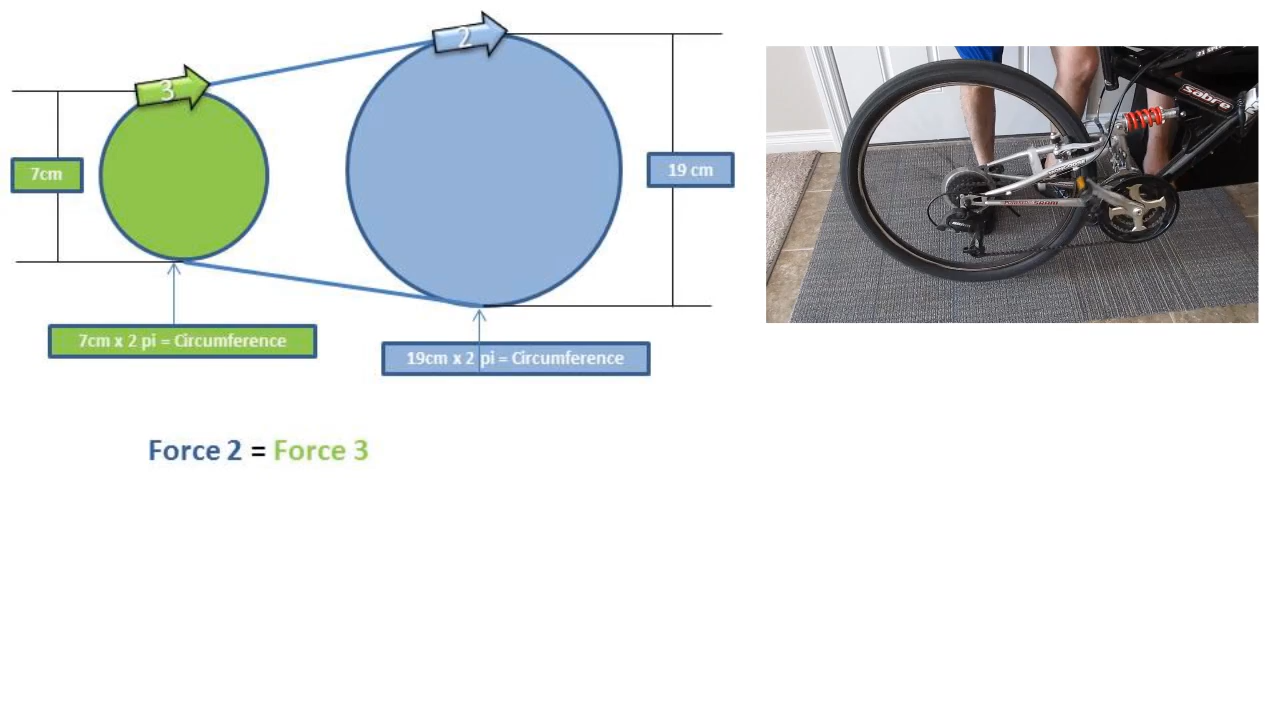 2
3
7cm
19 cm
7cm x 2 pi = Circumference
19cm x 2 pi = Circumference
Force 2 = Force 3
sabre